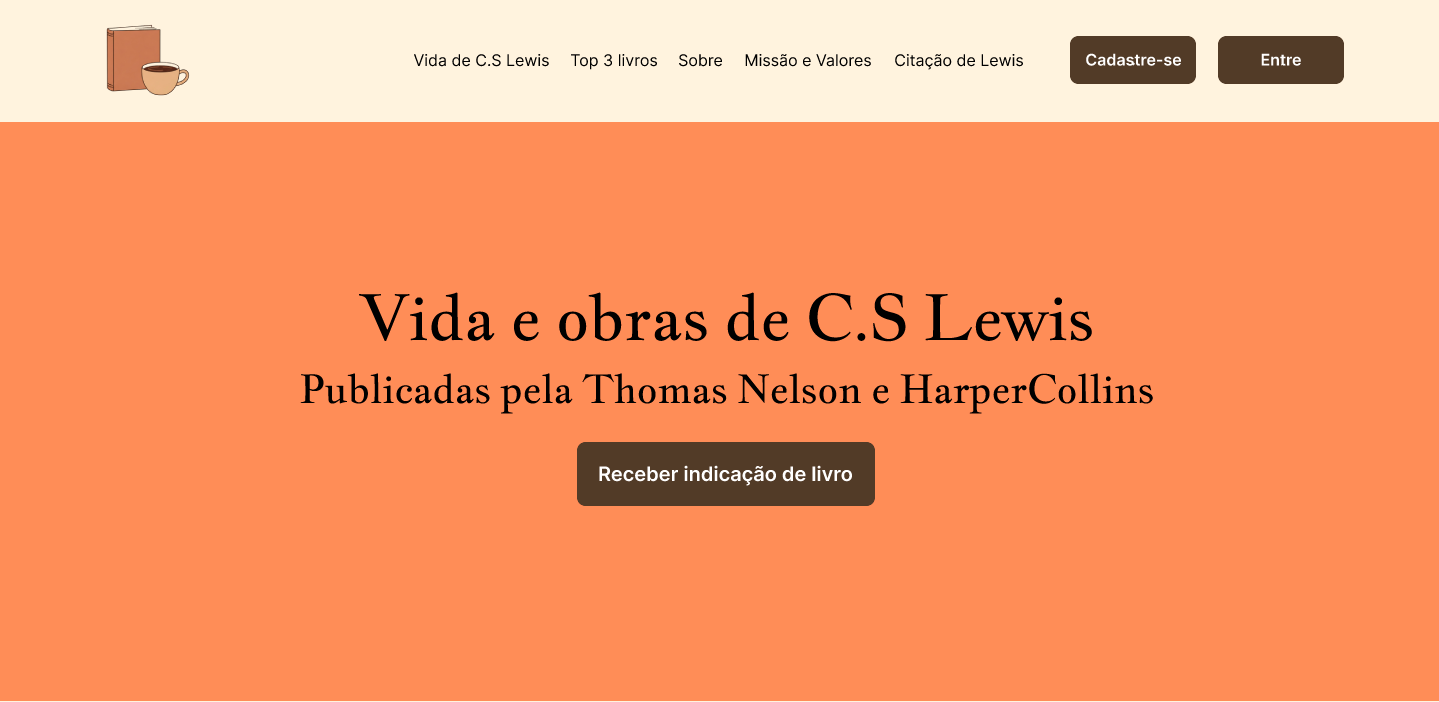 Vida de C.S Lewis Top 3 livros Sobre Missão e Valores Citação de Lewis Cadastre-se Entre
Vida e obras de C.S Lewis
Publicadas pela Thomas Nelson e HarperCollins
Receber indicação de livro